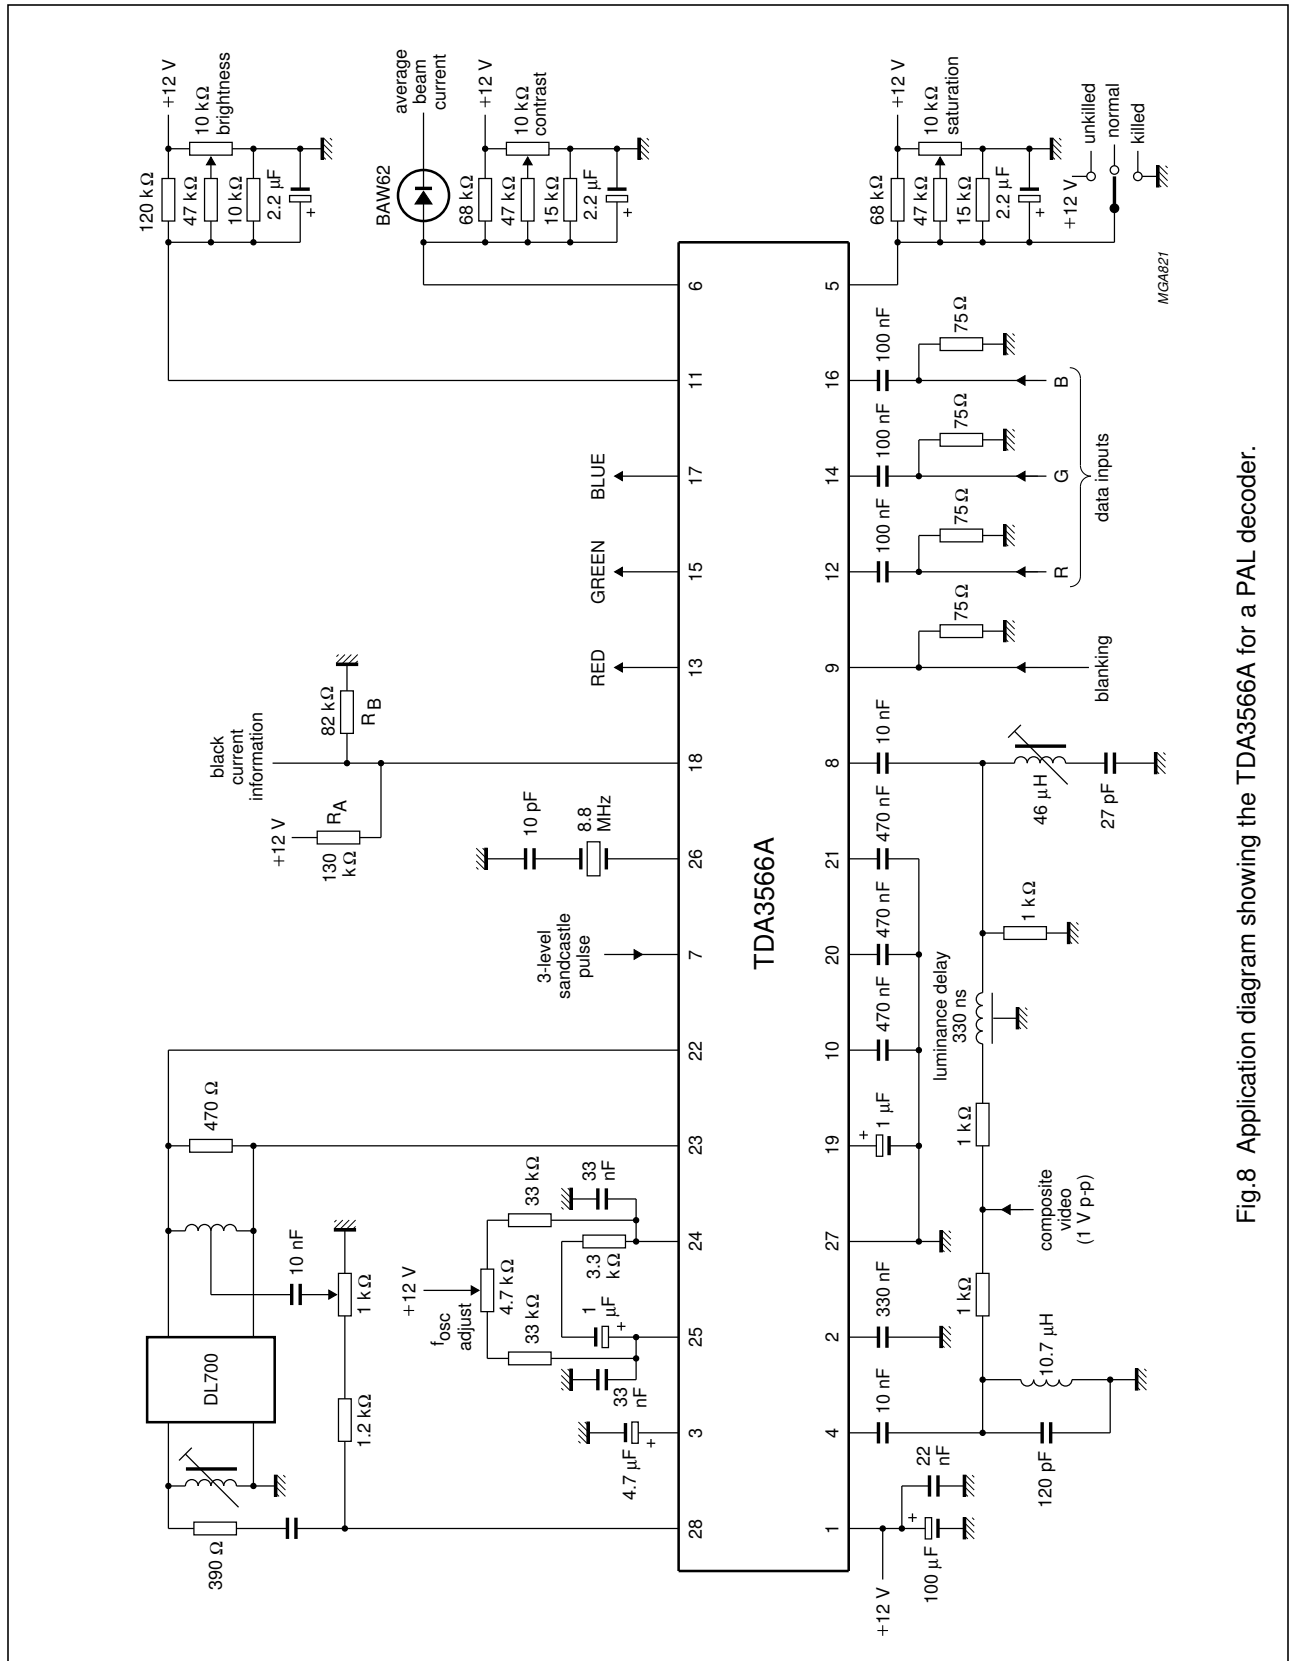 +12 V
10 kΩ
brightness
120 kΩ
47 kΩ
10 kΩ
2.2 μF
+
average
beam
current
BAW62
+12 V
10 kΩ
contrast
68 kΩ
47 kΩ
15 kΩ
2.2 μF
+
+12 V
10 kΩ
saturation
68 kΩ
47 kΩ
15 kΩ
2.2 μF
+
+12 V
unkilled
normal
killed
MGA821
470 Ω
10 nF
1 kΩ
DL700
1.2 kΩ
390 Ω
+12 V
fosc
adjust
4.7 kΩ
33 kΩ
33 kΩ
33
nF
3.3
kΩ
1
μF
+
33
nF
4.7 μF
+
3-level
sandcastle
pulse
10 pF
8.8
MHz
black
current
information
+12 V
RA
130
kΩ
82 kΩ
RB
RED
GREEN
BLUE
28
3
25
24
23
22
7
26
18
13
15
17
11
6
TDA3566A
1
4
2
27
19
10
20
21
8
9
12
14
16
5
+12 V
100 μF
+
22
nF
10 nF
120 pF
10.7 μH
330 nF
1 kΩ
composite
video
(1 V p-p)
1 kΩ
1 μF
+
470 nF
470 nF
470 nF
luminance delay
330 ns
1 kΩ
10 nF
46 μH
27 pF
75 Ω
blanking
100 nF
75 Ω
R
100 nF
75 Ω
G
100 nF
75 Ω
B
data inputs
Fig.8 Application diagram showing the TDA3566A for a PAL decoder.